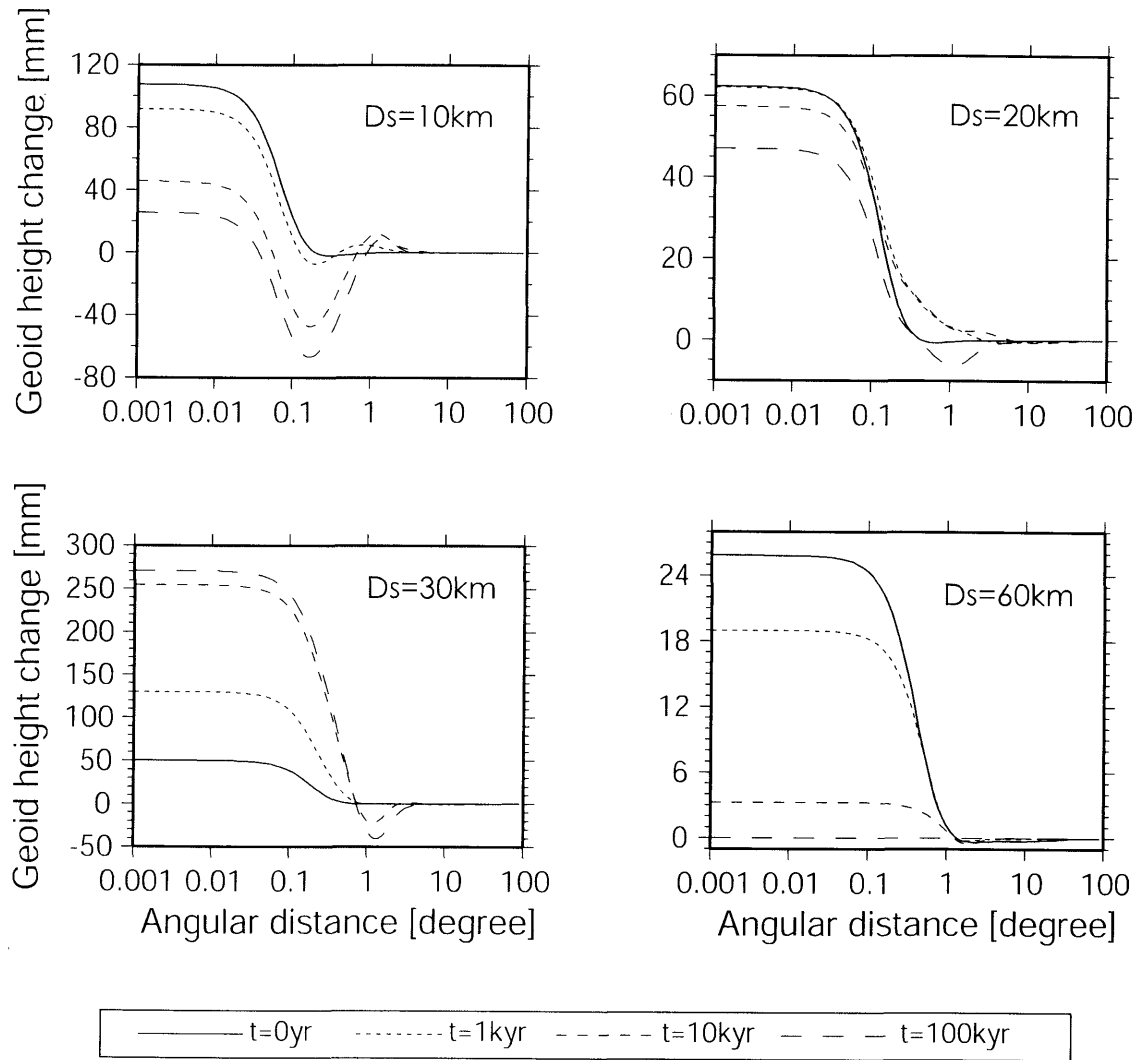 Geoid height change [mm]
120
80
40
0
-40
-80
Ds=10km
0.001 0.01 0.1 1 10 100
60
40
20
0
Ds=20km
0.001 0.01 0.1 1 10 100
Geoid height change [mm]
300
250
200
150
100
50
0
-50
Ds=30km
0.001 0.01 0.1 1 10 100
Angular distance [degree]
24
18
12
6
0
Ds=60km
0.001 0.01 0.1 1 10 100
Angular distance [degree]
t=0yr t=1kyr t=10kyr t=100kyr